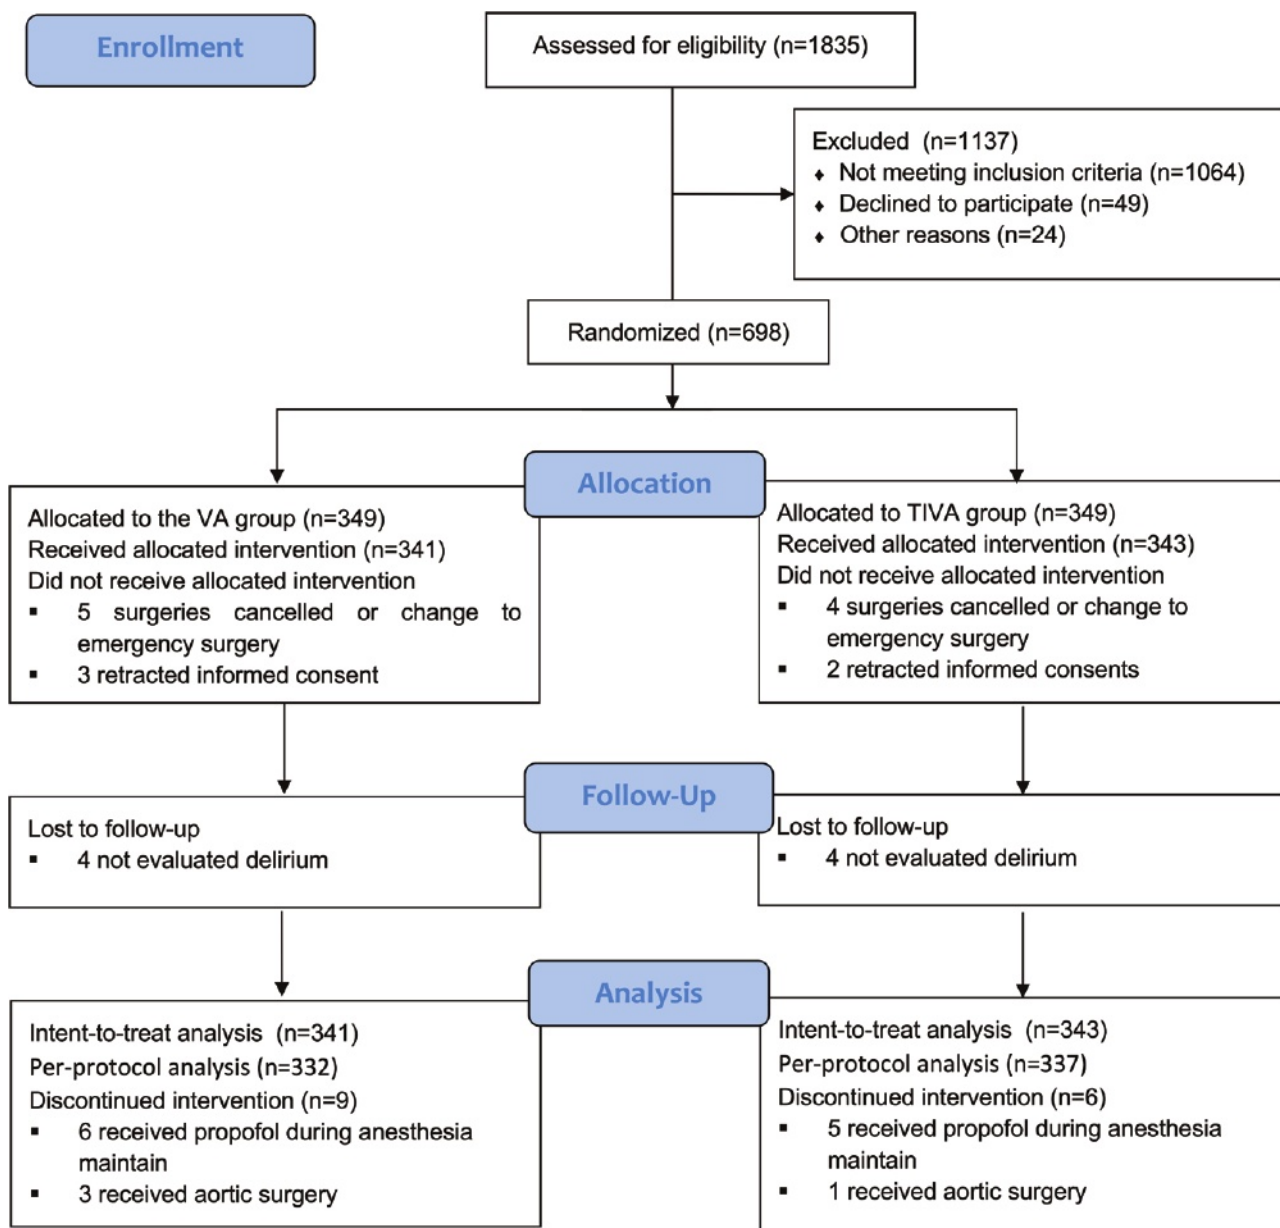 Enrollment
Assessed for eligibility (n=1835)
Excluded (n=1137)
♦ Not meeting inclusion criteria (n=1064)
♦ Declined to participate (n=49)
♦ Other reasons (n=24)
Randomized (n=698)
Allocation
Allocated to the VA group (n=349)
Received allocated intervention (n=341)
Did not receive allocated intervention
▪ 5 surgeries cancelled or change to
emergency surgery
▪ 3 retracted informed consent
Allocated to TIVA group (n=349)
Received allocated intervention (n=343)
Did not receive allocated intervention
▪ 4 surgeries cancelled or change to
emergency surgery
▪ 2 retracted informed consents
Follow-Up
Lost to follow-up
▪ 4 not evaluated delirium
Lost to follow-up
▪ 4 not evaluated delirium
Analysis
Intent-to-treat analysis (n=341)
Per-protocol analysis (n=332)
Discontinued intervention (n=9)
▪ 6 received propofol during anesthesia
maintain
▪ 3 received aortic surgery
Intent-to-treat analysis (n=343)
Per-protocol analysis (n=337)
Discontinued intervention (n=6)
▪ 5 received propofol during anesthesia
maintain
▪ 1 received aortic surgery